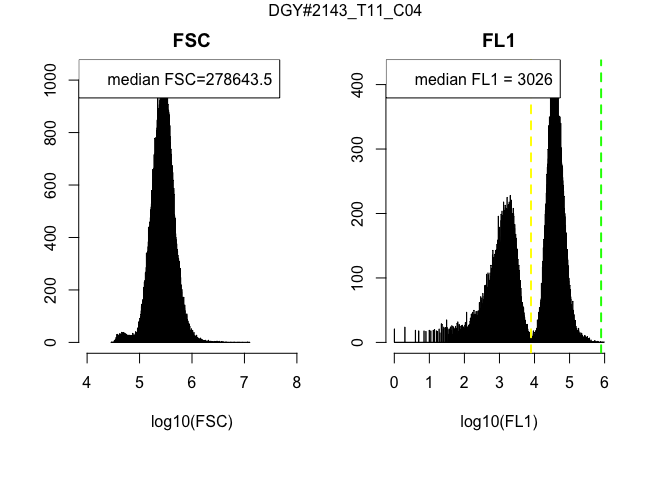 DGY#2143_T11_C04
FSC
median FSC=278643.5
0 200 400 600 800 1000
4 5 6 7 8
log10(FSC)
FL1
median FL1 = 3026
0 100 200 300 400
0 1 2 3 4 5 6
log10(FL1)